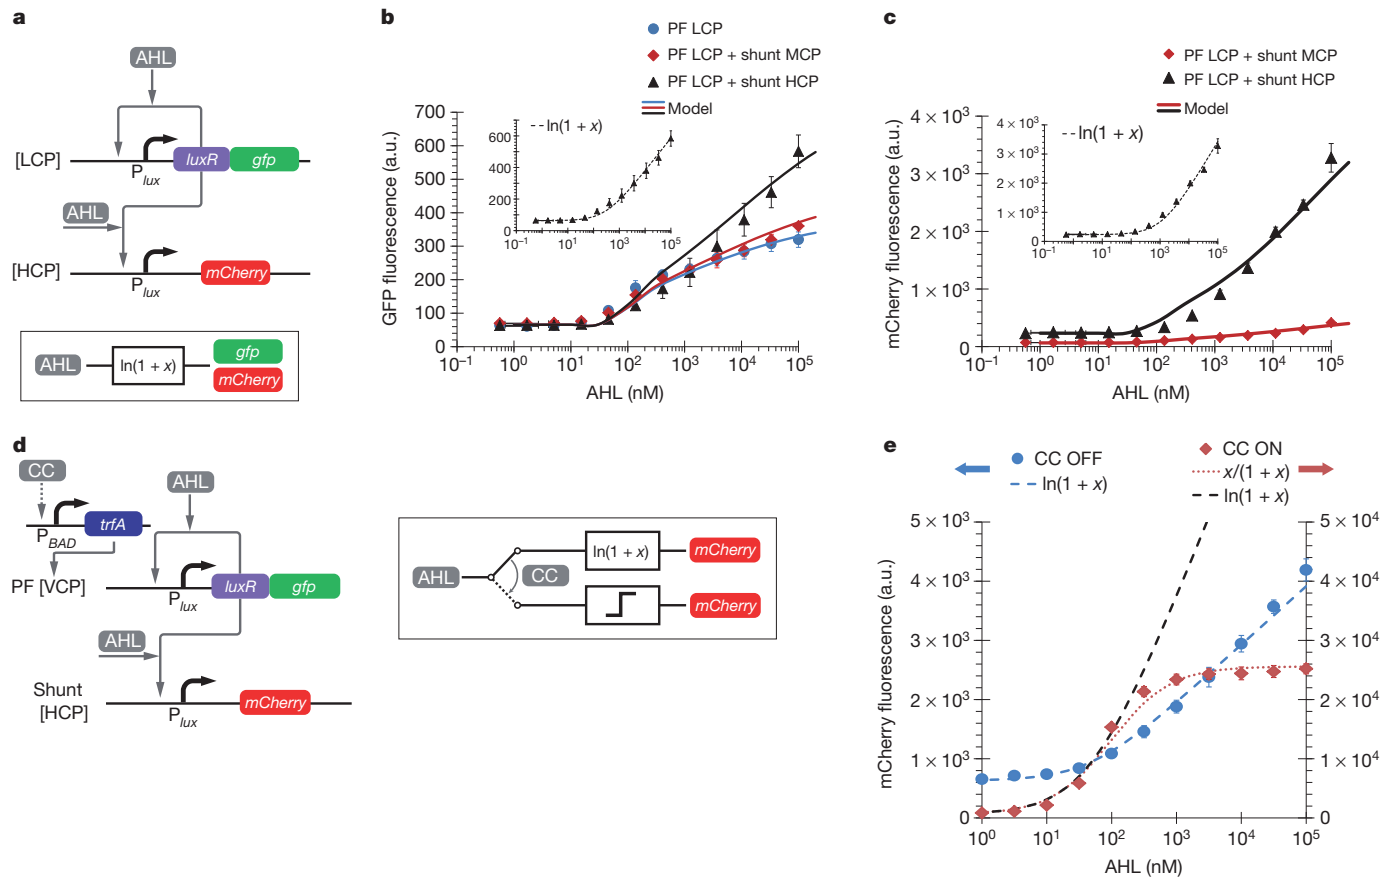 a
AHL
[LCP]
luxR
gfp
Plux
AHL
[HCP]
mCherry
Plux
AHL
ln(1 + x)
gfp
mCherry
b
PF LCP
PF LCP + shunt MCP
PF LCP + shunt HCP
Model
GFP fluorescence (a.u.)
700
600
500
400
300
200
100
0
10⁻¹
10⁰
10¹
10²
10³
10⁴
10⁵
AHL (nM)
ln(1 + x)
600
400
200
0
10⁻¹
10¹
10³
10⁵
c
PF LCP + shunt MCP
PF LCP + shunt HCP
Model
mCherry fluorescence (a.u.)
4 × 10³
3 × 10³
2 × 10³
1 × 10³
0
10⁻¹
10⁰
10¹
10²
10³
10⁴
10⁵
AHL (nM)
ln(1 + x)
4 × 10³
3 × 10³
2 × 10³
1 × 10³
0
10⁻¹
10¹
10³
10⁵
d
CC
AHL
PBAD
trfA
PF [VCP]
luxR
gfp
Plux
AHL
Shunt
[HCP]
mCherry
Plux
AHL
CC
ln(1 + x)
mCherry
mCherry
e
CC OFF
ln(1 + x)
CC ON
x/(1 + x)
ln(1 + x)
mCherry fluorescence (a.u.)
5 × 10³
4 × 10³
3 × 10³
2 × 10³
1 × 10³
0
5 × 10⁴
4 × 10⁴
3 × 10⁴
2 × 10⁴
1 × 10⁴
0
10⁰
10¹
10²
10³
10⁴
10⁵
AHL (nM)